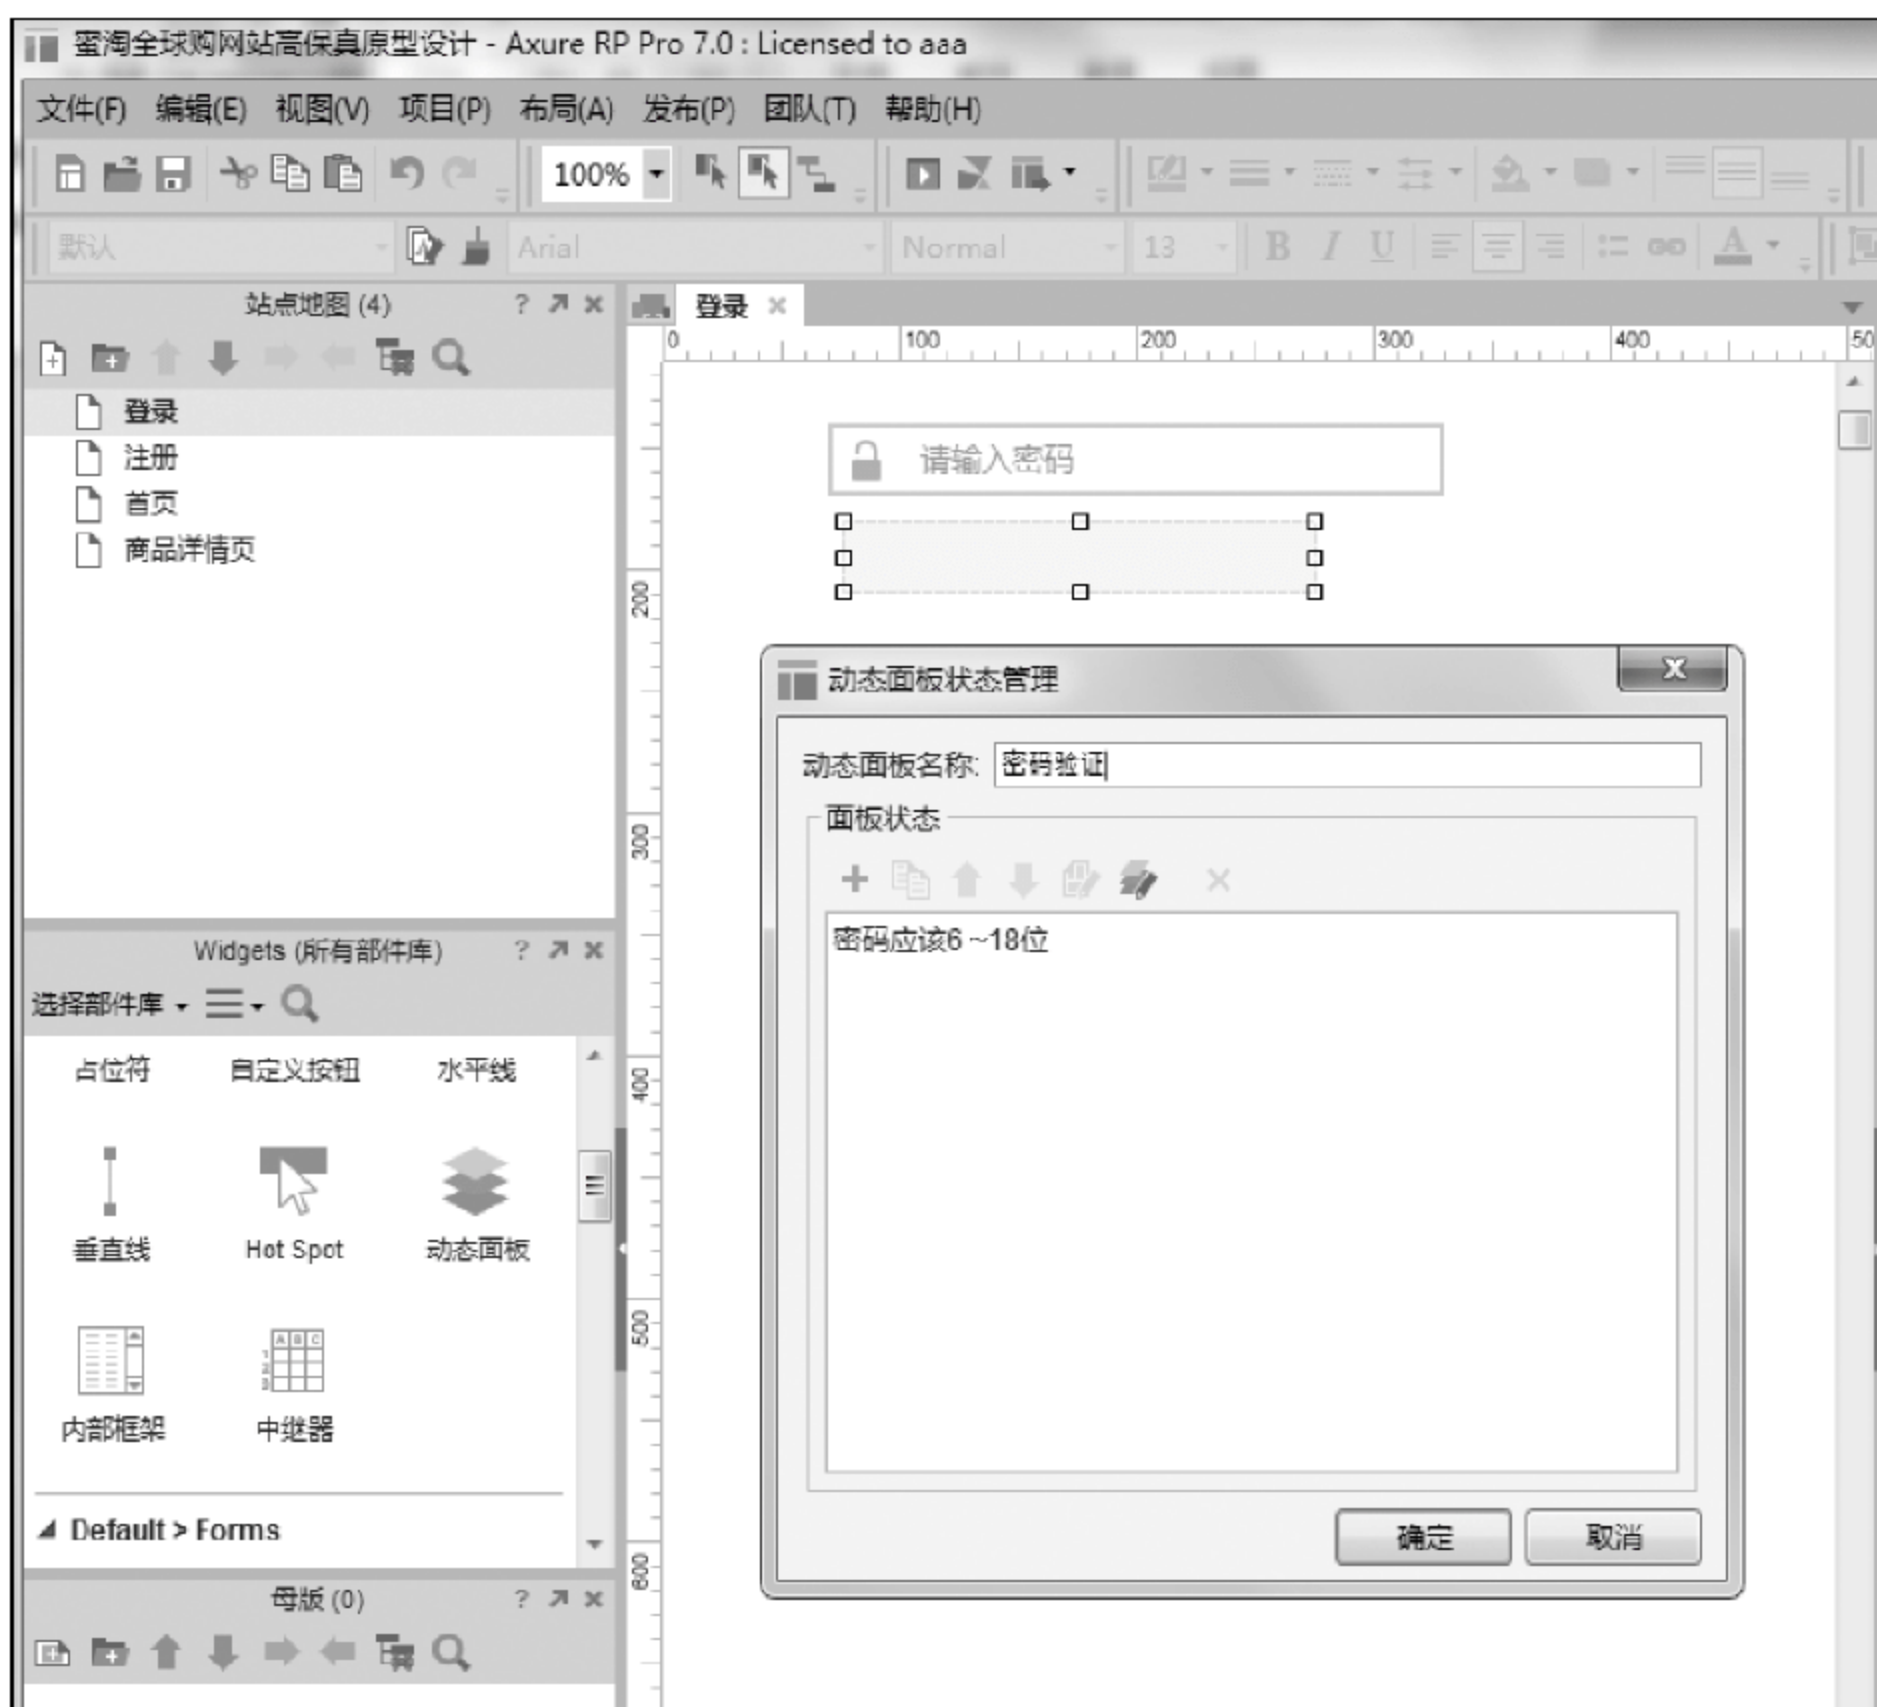 蜜淘全球购网站高保真原型设计 - Axure RP Pro 7.0 : Licensed to aaa
文件(F) 编辑(E) 视图(V) 项目(P) 布局(A) 发布(P) 团队(T) 帮助(H)
100%
默认 Arial Normal 13 B I U A
站点地图 (4) ?
登录
注册
首页
商品详情页
登录
0 100 200 300 400 50
200
300
400
500
600
请输入密码
动态面板状态管理
动态面板名称: 密码验证
面板状态
密码应该6 ~18位
确定 取消
Widgets (所有部件库) ?
选择部件库
占位符 自定义按钮 水平线
垂直线 Hot Spot 动态面板
A B C
内部框架 中继器
Default > Forms
母版 (0) ?